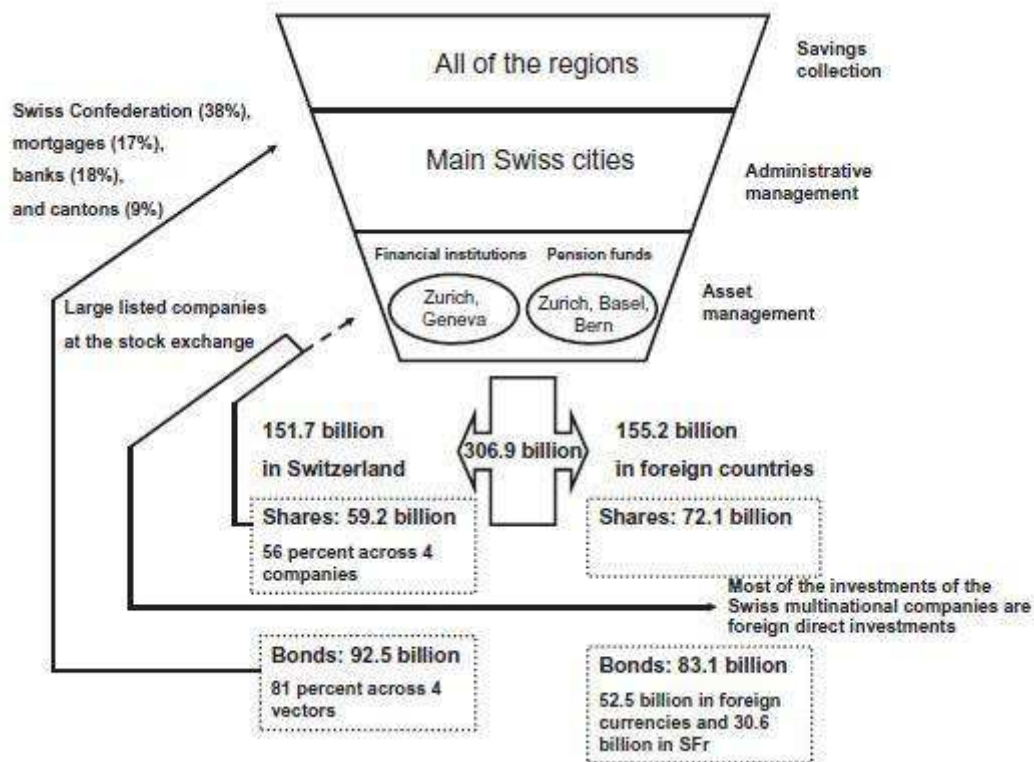 All of the regions
Savings
collection
Swiss Confederation (38%),
mortgages (17%),
banks (18%),
and cantons (9%)
Main Swiss cities
Administrative
management
Financial institutions
Pension funds
Zurich,
Geneva
Zurich, Basel,
Bern
Asset
management
Large listed companies
at the stock exchange
151.7 billion
in Switzerland
306.9 billion
155.2 billion
in foreign countries
Shares: 59.2 billion
56 percent across 4
companies
Shares: 72.1 billion
Most of the investments of the
Swiss multinational companies are
foreign direct investments
Bonds: 92.5 billion
81 percent across 4
vectors
Bonds: 83.1 billion
52.5 billion in foreign
currencies and 30.6
billion in SFr